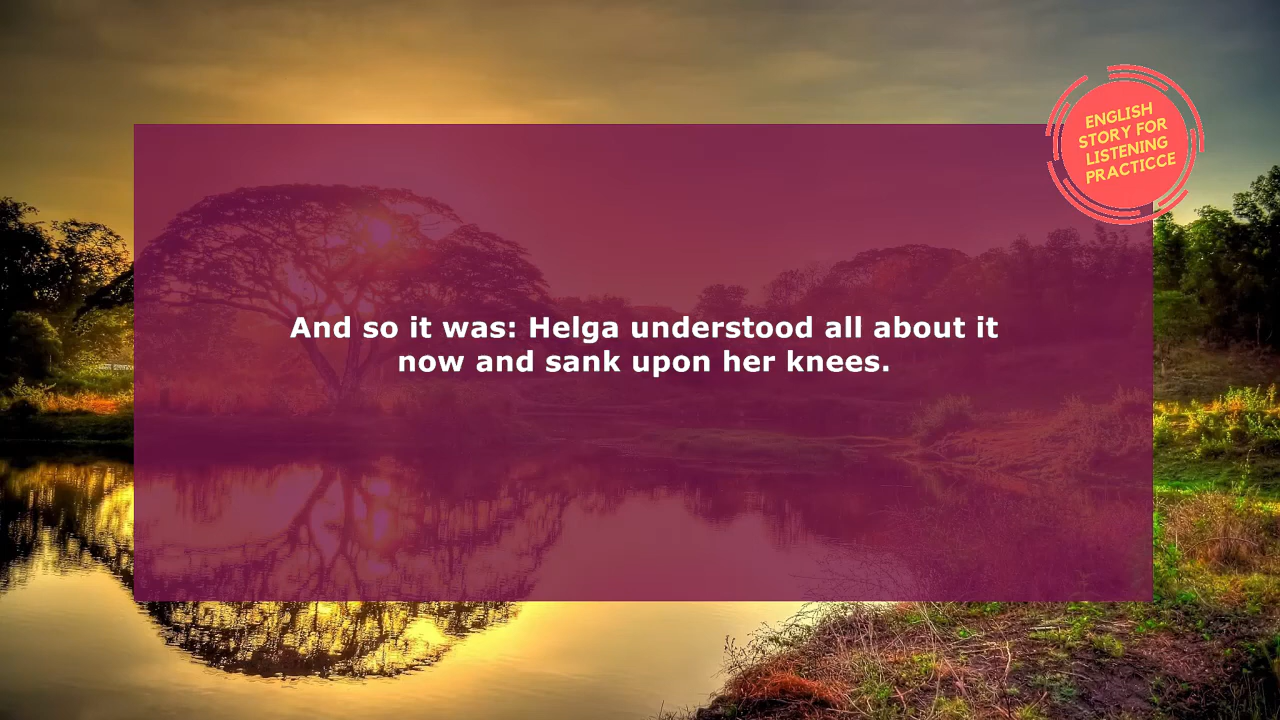 ENGLISH
STORY FOR
LISTENING
PRACTICCE
And so it was: Helga understood all about it
now and sank upon her knees.